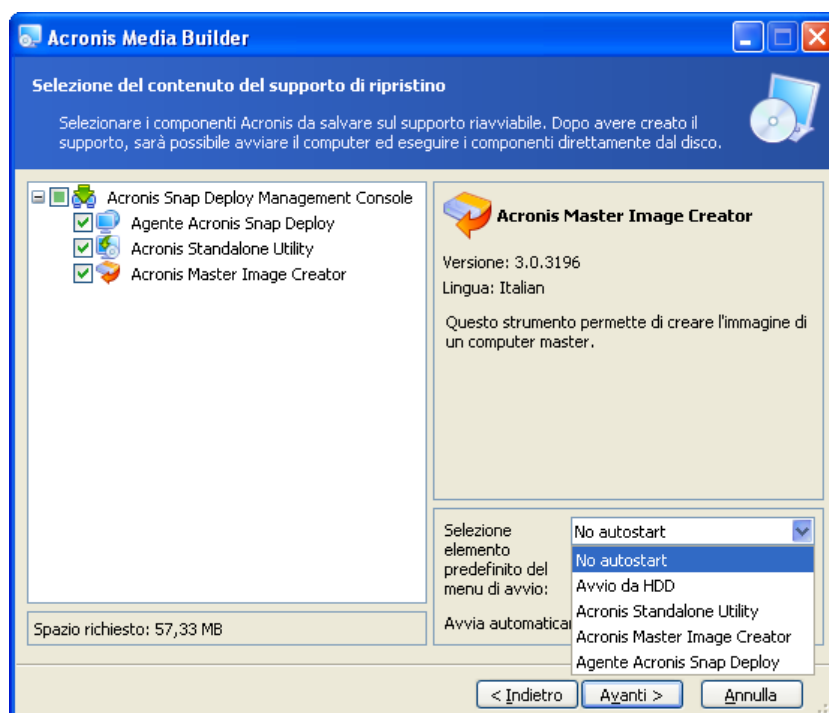 Acronis Media Builder
Selezione del contenuto del supporto di ripristino
Selezionare i componenti Acronis da salvare sul supporto riavviabile. Dopo avere creato il
supporto, sarà possibile avviare il computer ed eseguire i componenti direttamente dal disco.
Acronis Snap Deploy Management Console
Agente Acronis Snap Deploy
Acronis Standalone Utility
Acronis Master Image Creator
Spazio richiesto: 57,33 MB
Acronis Master Image Creator
Versione: 3.0.3196
Lingua: Italian
Questo strumento permette di creare l'immagine di
un computer master.
Selezione
elemento
predefinito del
menu di avvio:
No autostart
No autostart
Avvio da HDD
Acronis Standalone Utility
Acronis Master Image Creator
Agente Acronis Snap Deploy
Avvia
< Indietro
Avanti >
Annulla